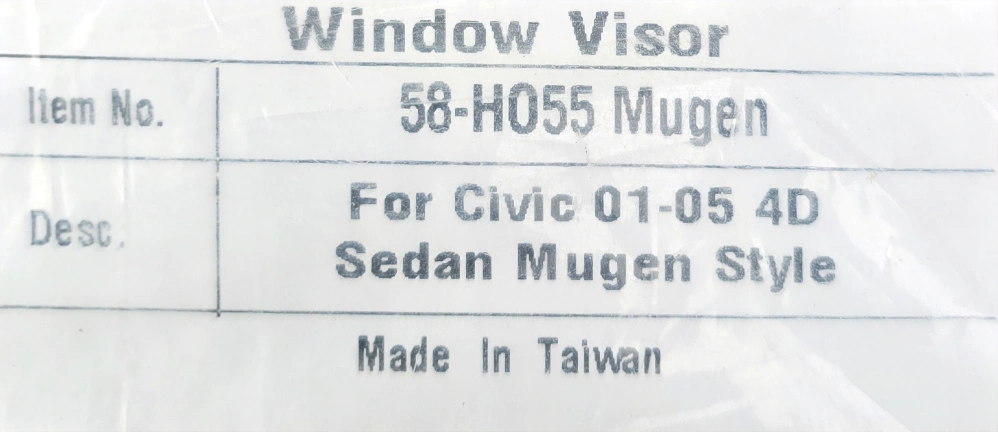 Window Visor
Item No. 58-HO55 Mugen
For Civic 01-05 4D
Desc.
Sedan Mugen Style
Made In Taiwan